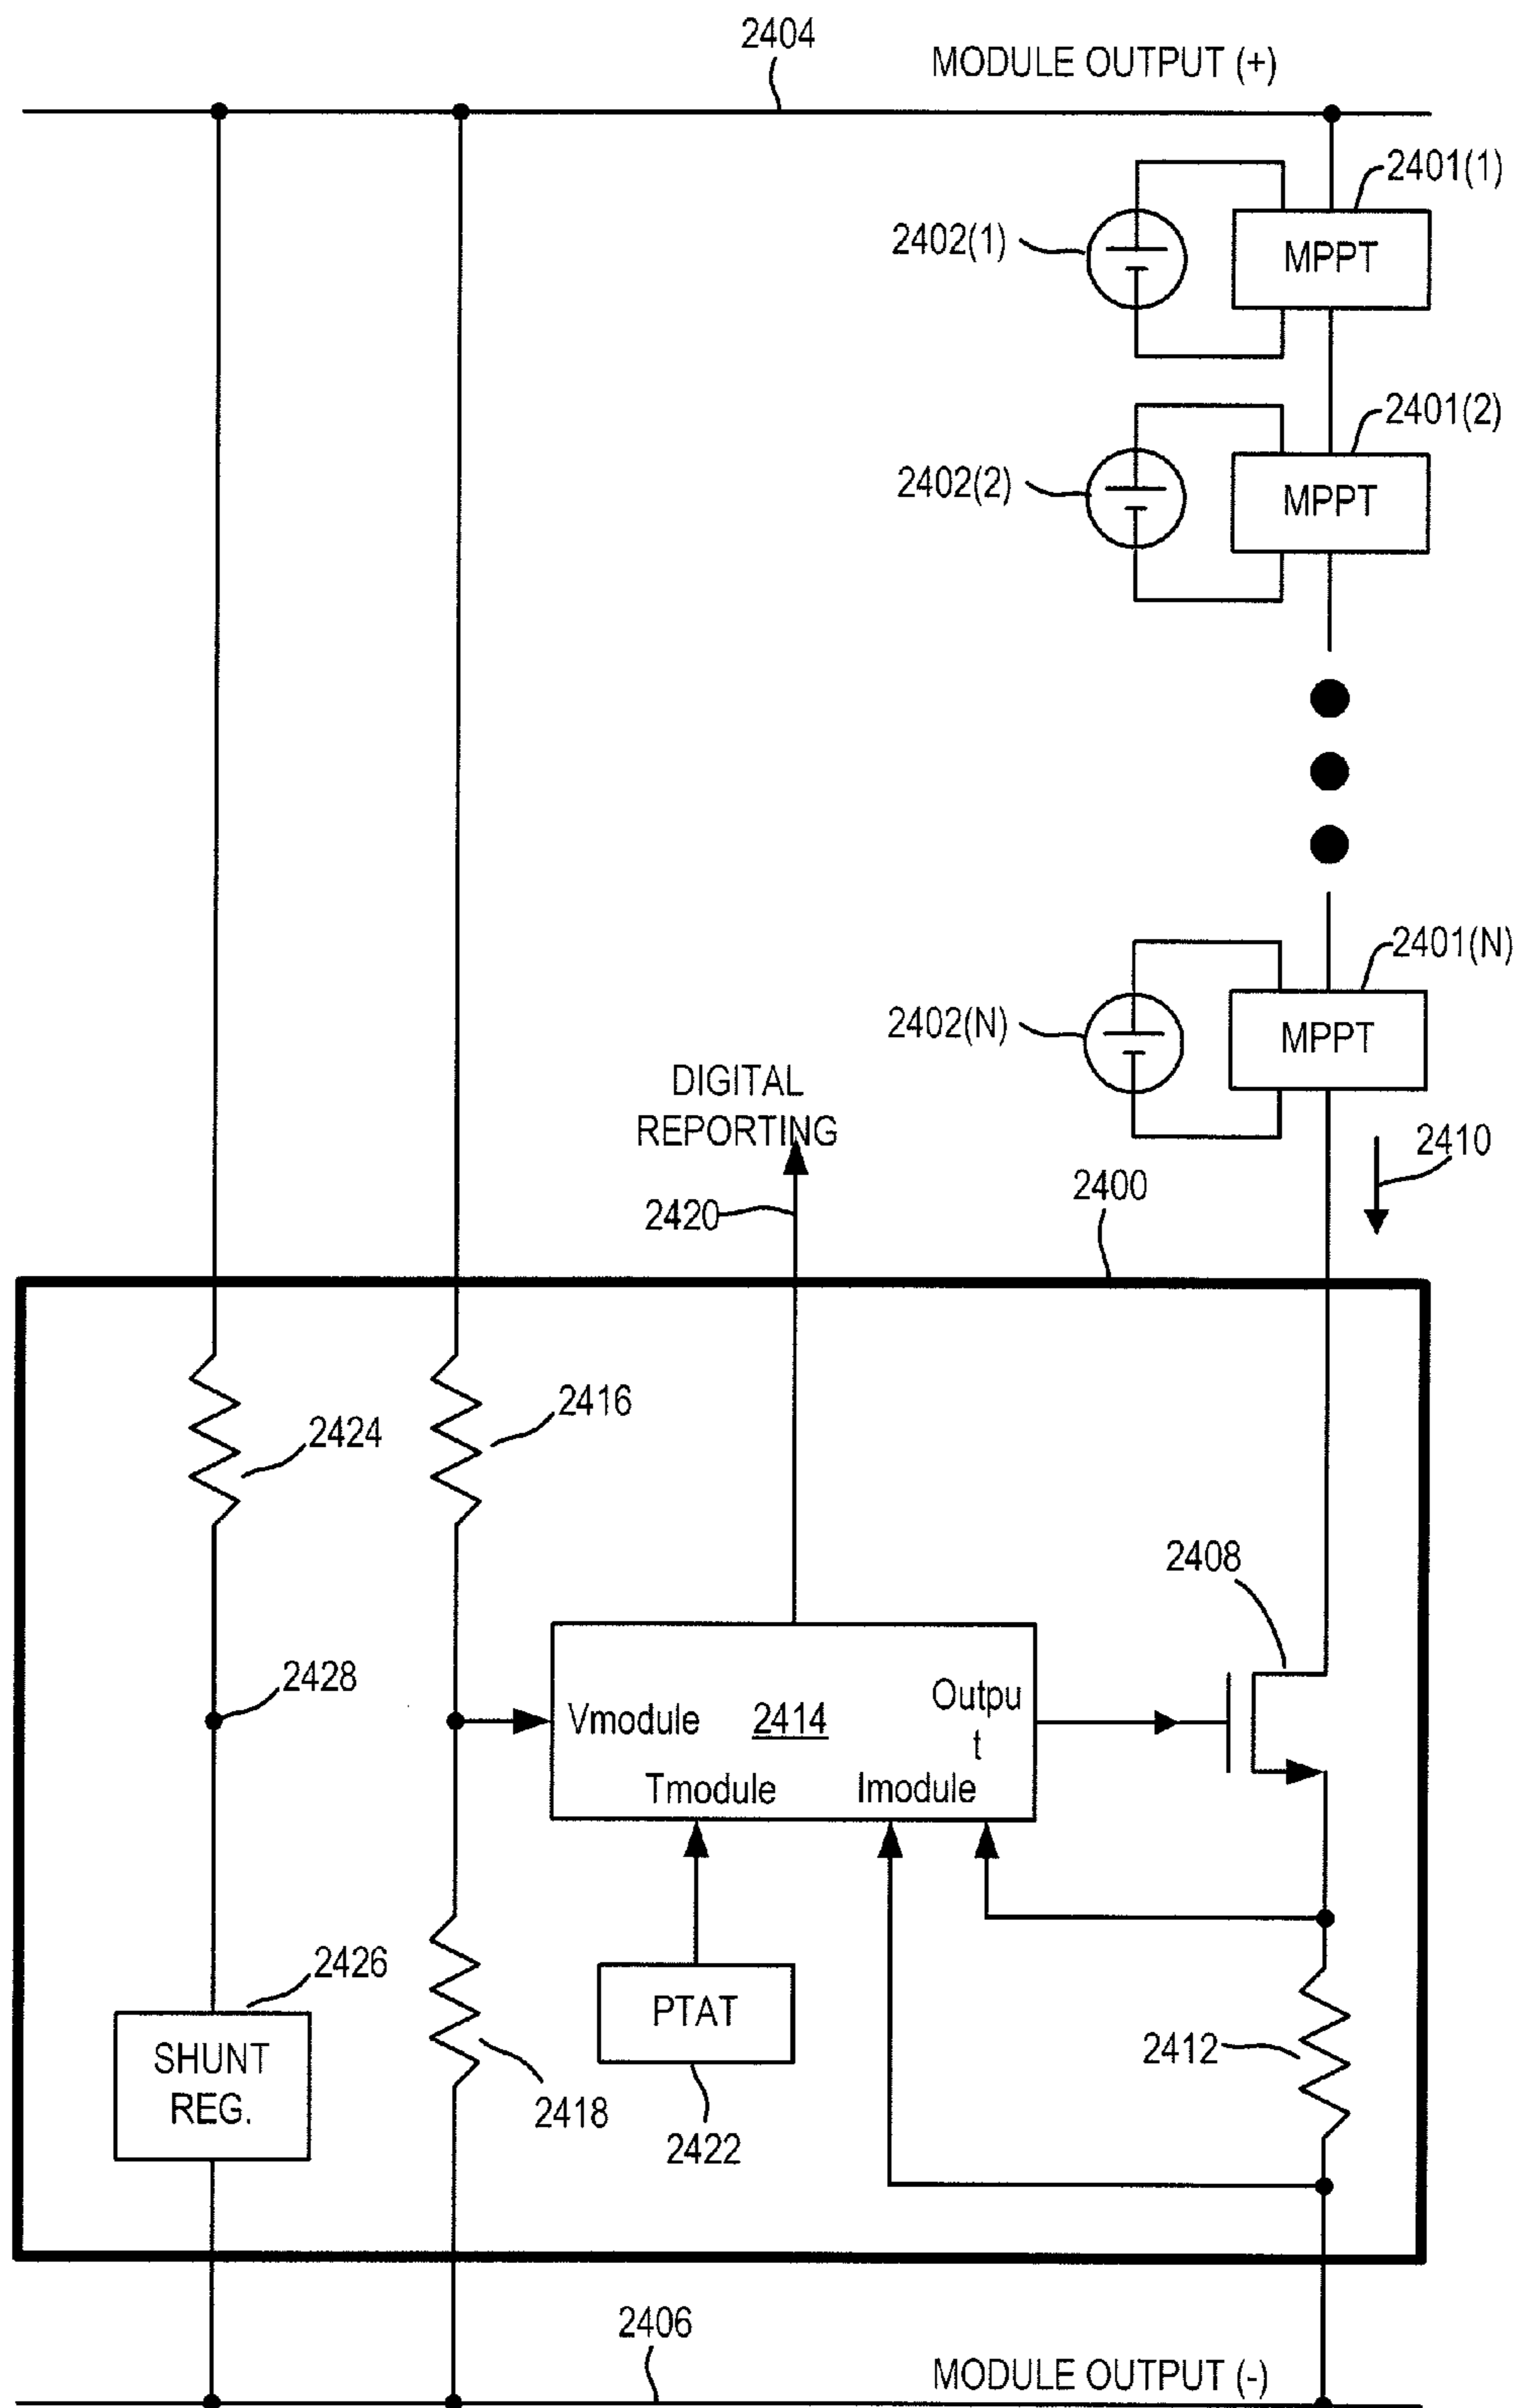 2404
MODULE OUTPUT (+)
2401(1)
2402(1)
MPPT
2401(2)
2402(2)
MPPT
2401(N)
2402(N)
MPPT
DIGITAL
REPORTING
2410
2400
2420
2416
2424
2408
2428
Vmodule
2414
Outpu
t
Tmodule
Imodule
2426
PTAT
SHUNT
REG.
2412
2418
2422
2406
MODULE OUTPUT (-)